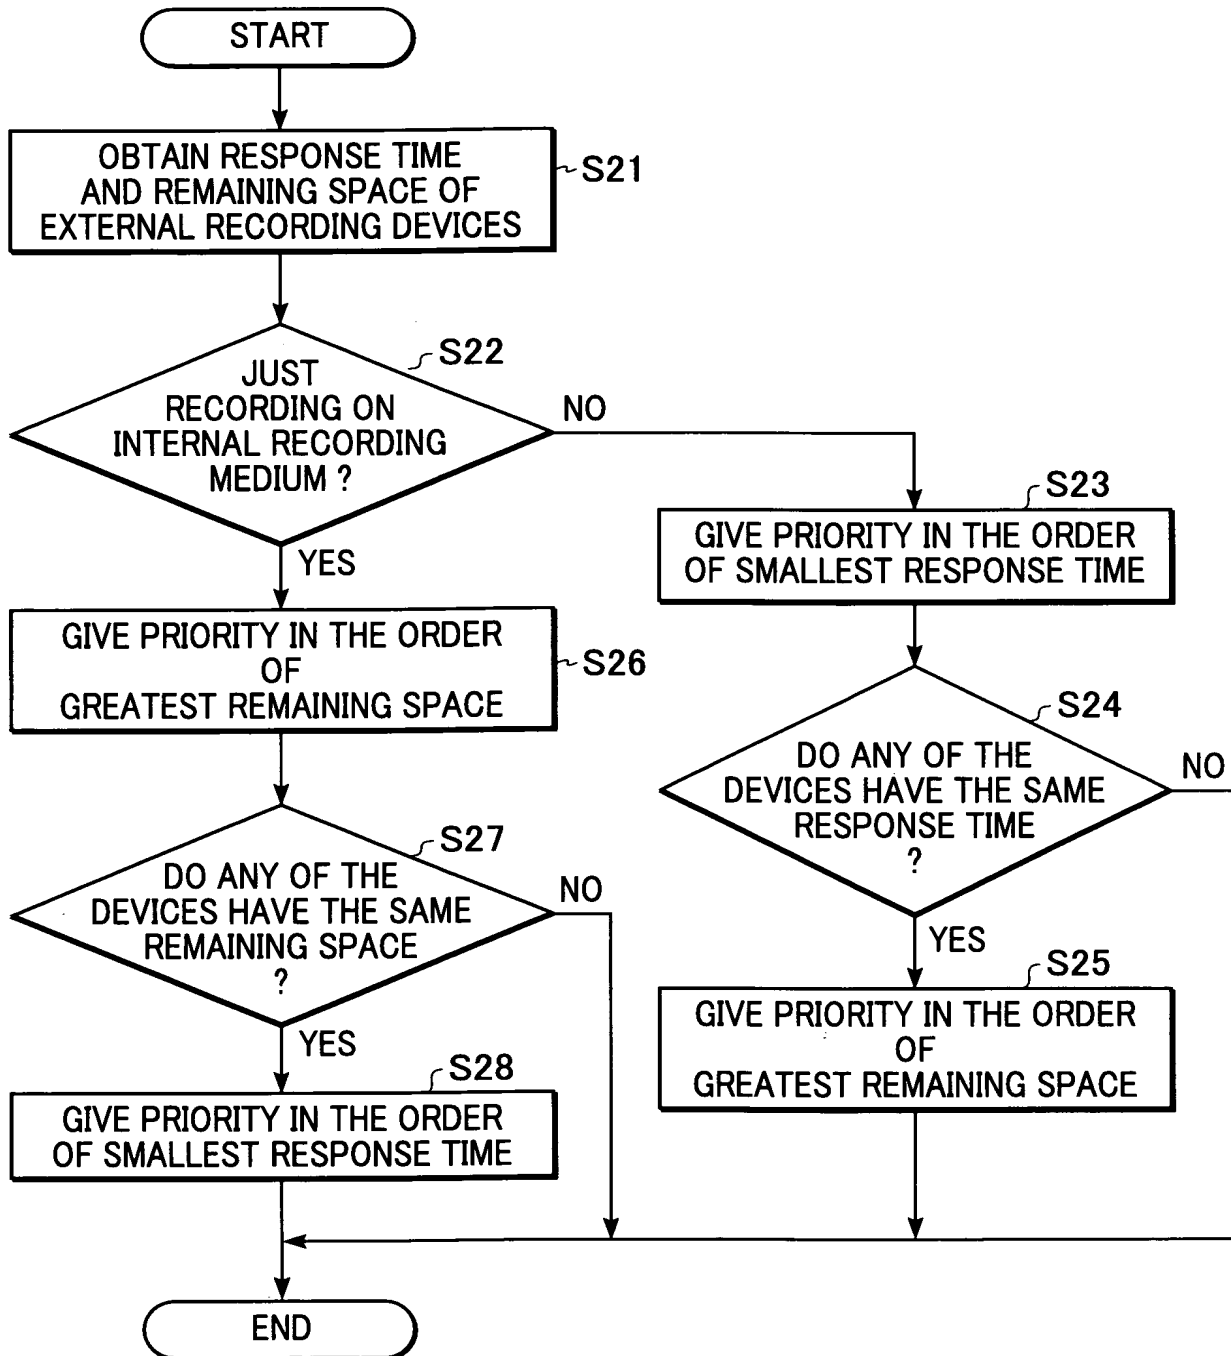 START
OBTAIN RESPONSE TIME
AND REMAINING SPACE OF
EXTERNAL RECORDING DEVICES
S21
S22
JUST
RECORDING ON
INTERNAL RECORDING
MEDIUM ?
NO
YES
S23
GIVE PRIORITY IN THE ORDER
OF SMALLEST RESPONSE TIME
GIVE PRIORITY IN THE ORDER
OF
GREATEST REMAINING SPACE
S26
S24
DO ANY OF THE
DEVICES HAVE THE SAME
RESPONSE TIME
?
NO
YES
S27
DO ANY OF THE
DEVICES HAVE THE SAME
REMAINING SPACE
?
NO
YES
S25
GIVE PRIORITY IN THE ORDER
OF
GREATEST REMAINING SPACE
S28
GIVE PRIORITY IN THE ORDER
OF SMALLEST RESPONSE TIME
END